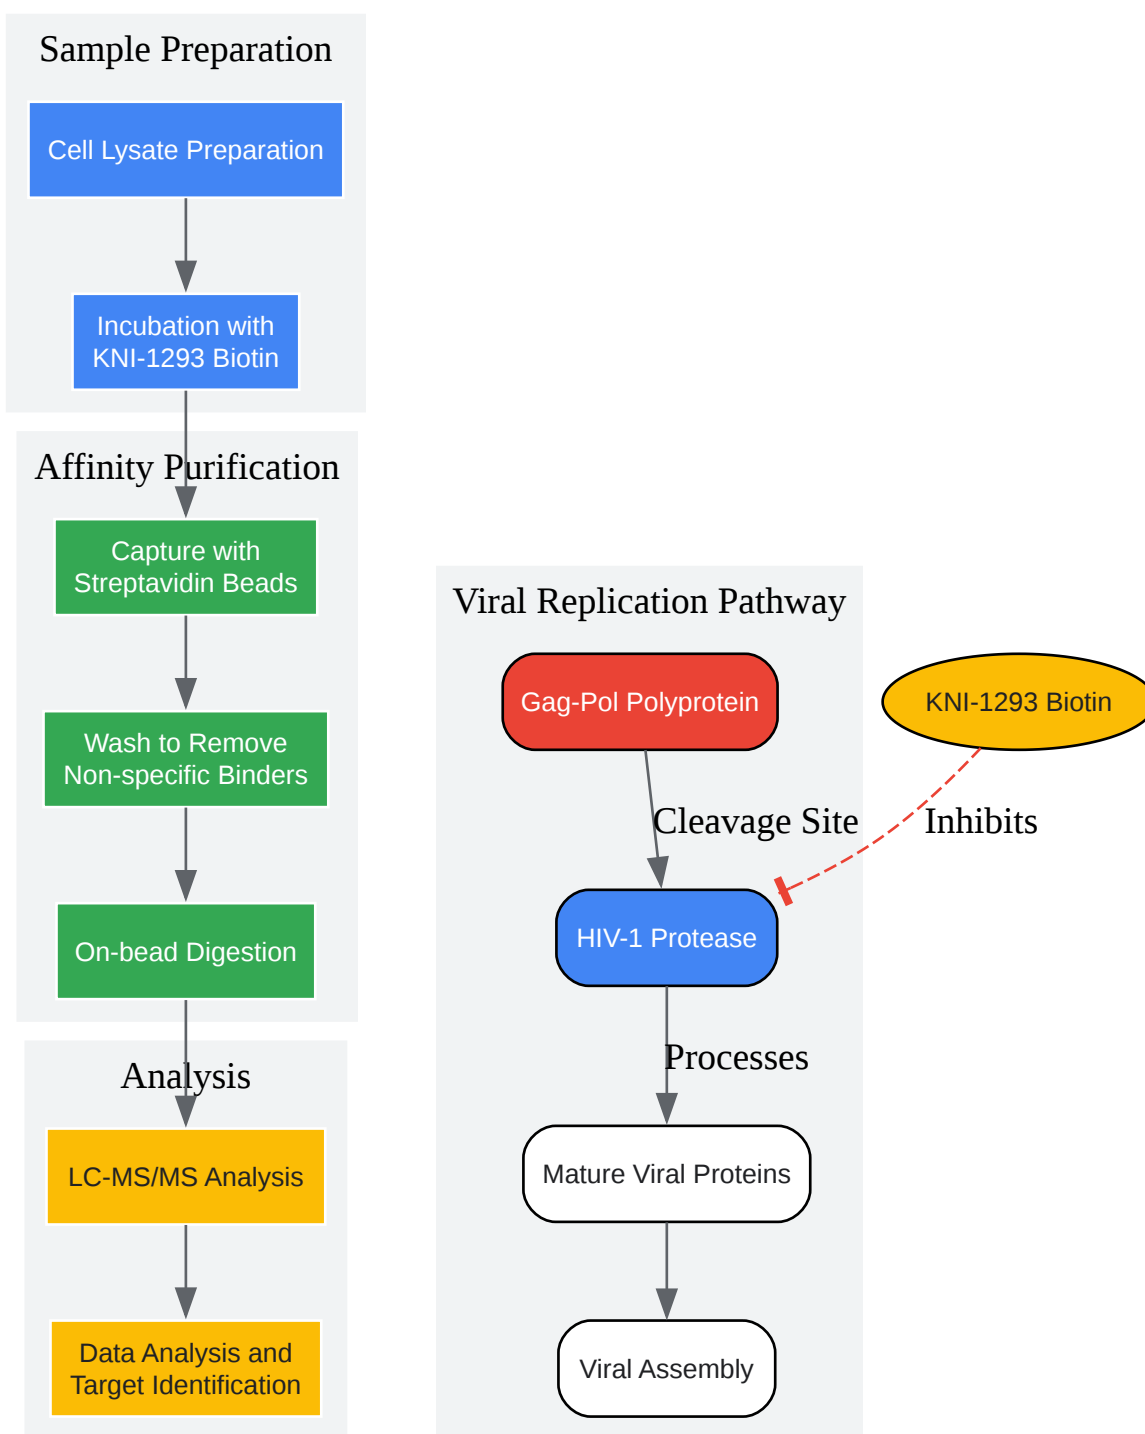 Sample Preparation
Cell Lysate Preparation
Incubation with
KNI-1293 Biotin
Affinity Purification
Capture with
Streptavidin Beads
Wash to Remove
Non-specific Binders
On-bead Digestion
Analysis
LC-MS/MS Analysis
Data Analysis and
Target Identification
Viral Replication Pathway
Gag-Pol Polyprotein
KNI-1293 Biotin
Cleavage Site
Inhibits
HIV-1 Protease
Processes
Mature Viral Proteins
Viral Assembly